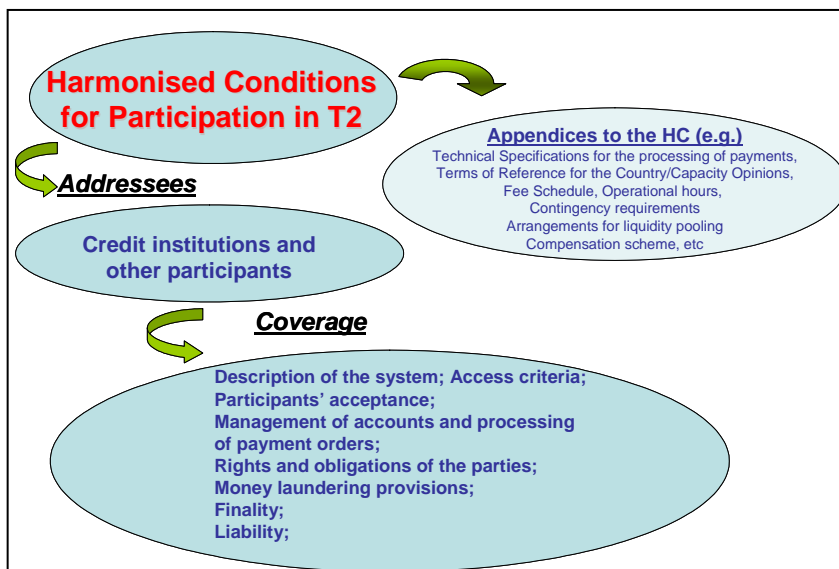 Harmonised Conditions
for Participation in T2
Appendices to the HC (e.g.)
Technical Specifications for the processing of payments,
Terms of Reference for the Country/Capacity Opinions,
Fee Schedule, Operational hours,
Contingency requirements
Arrangements for liquidity pooling
Compensation scheme, etc
Addressees
Credit institutions and
other participants
Coverage
Description of the system; Access criteria;
Participants' acceptance;
Management of accounts and processing
of payment orders;
Rights and obligations of the parties;
Money laundering provisions;
Finality;
Liability;